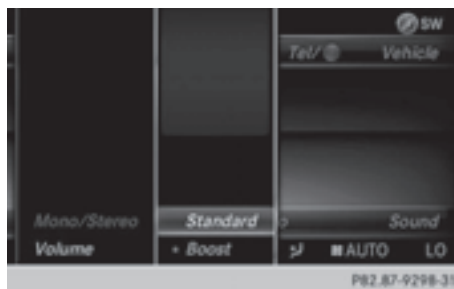 SW
Tel/ Vehicle
Mono/Stereo Standard Sound
Volume • Boost AUTO LO
P82.87-9298-31